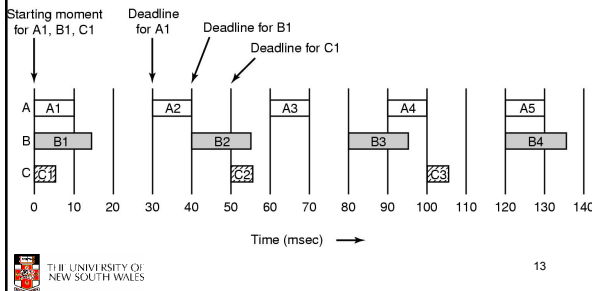 Starting moment
for A1, B1, C1
Deadline
for A1
Deadline for B1
Deadline for C1
A A1 A2 A3 A4 A5
B B1 B2 B3 B4
C C1 C2 C3
0 10 20 30 40 50 60 70 80 90 100 110 120 130 140
Time (msec)
THE UNIVERSITY OF
NEW SOUTH WALES
13